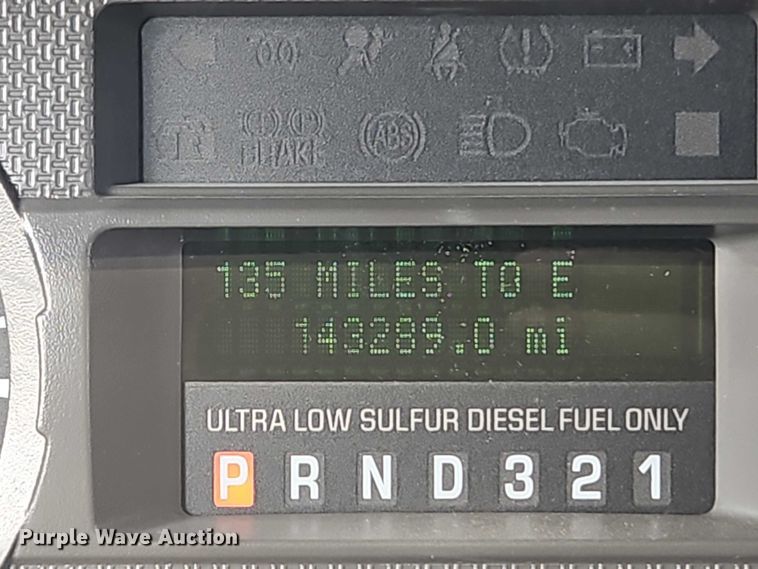 BRAKE
ABS
135 MILES TO E
143289.0 mi
ULTRA LOW SULFUR DIESEL FUEL ONLY
P R N D 3 2 1
Purple Wave Auction